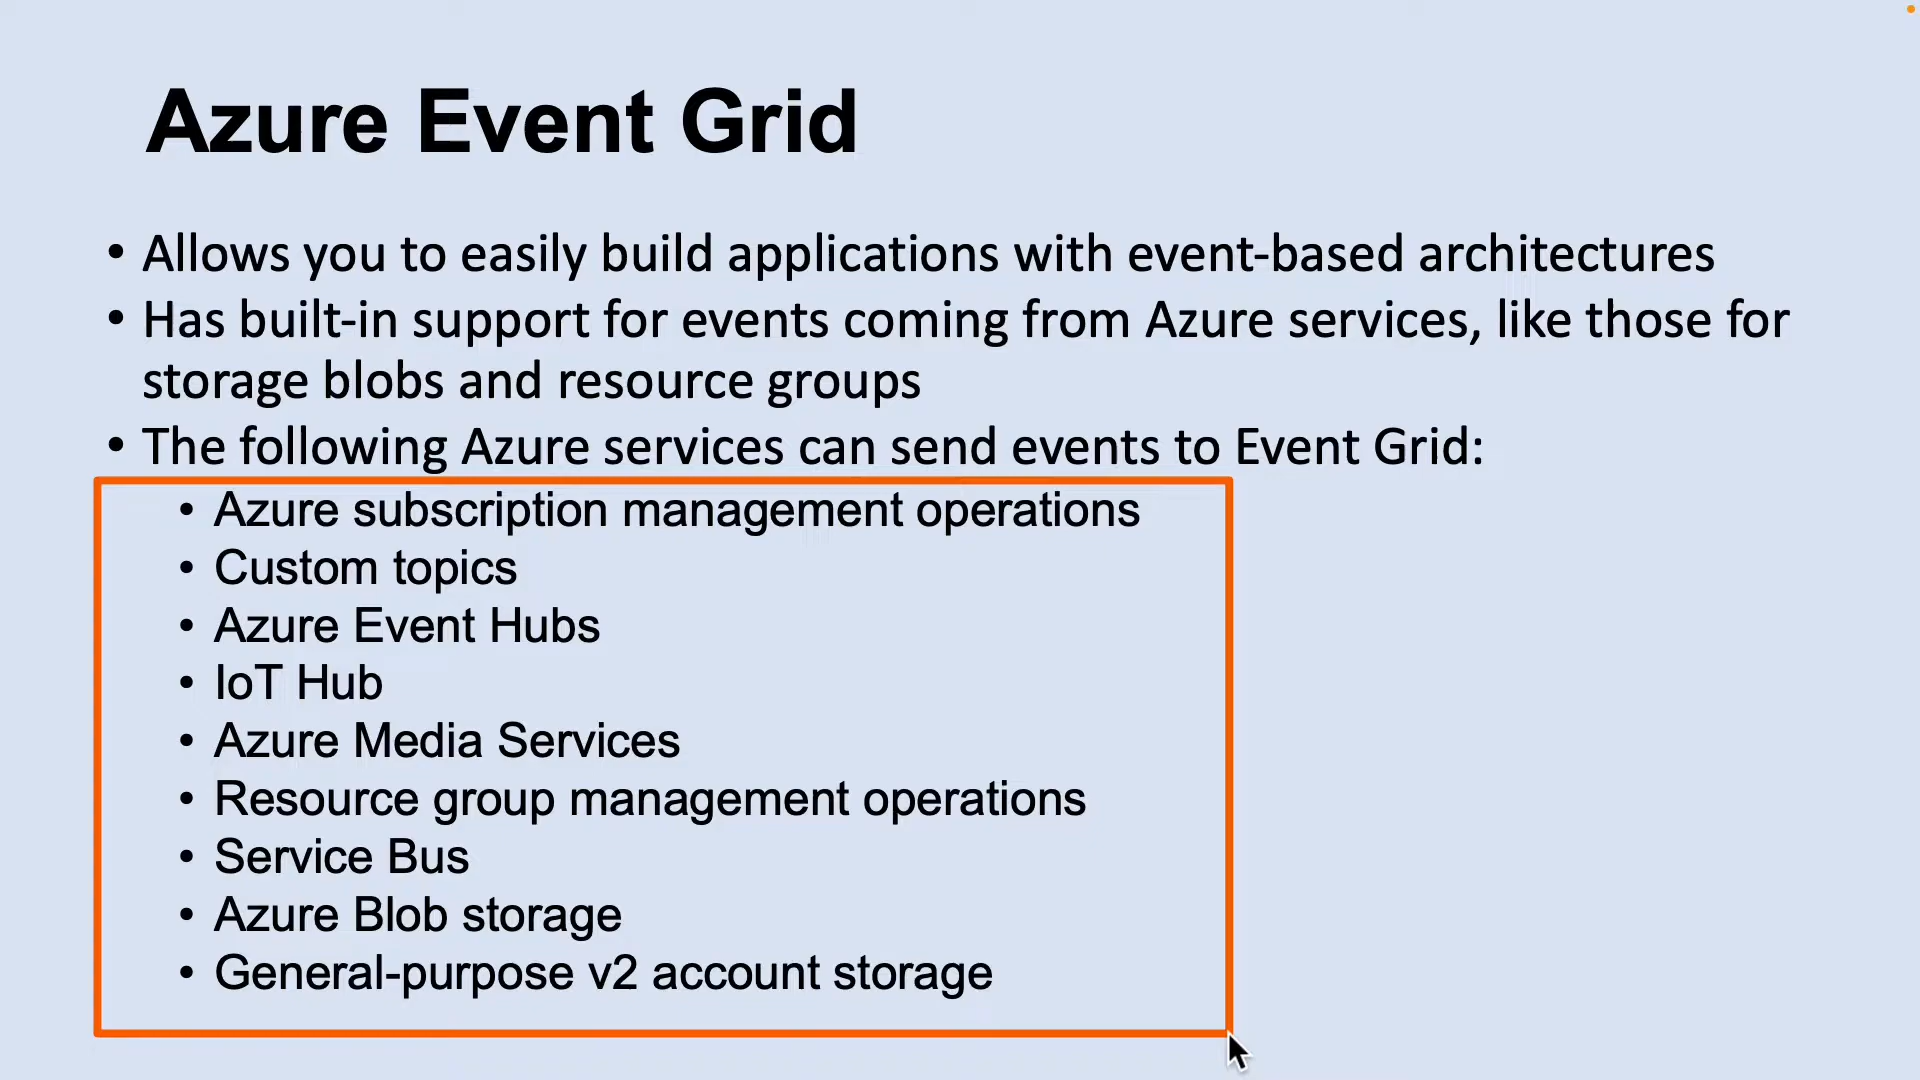 Azure Event Grid
• Allows you to easily build applications with event-based architectures
• Has built-in support for events coming from Azure services, like those for
storage blobs and resource groups
• The following Azure services can send events to Event Grid:
• Azure subscription management operations
• Custom topics
• Azure Event Hubs
• IoT Hub
• Azure Media Services
• Resource group management operations
• Service Bus
• Azure Blob storage
• General-purpose v2 account storage